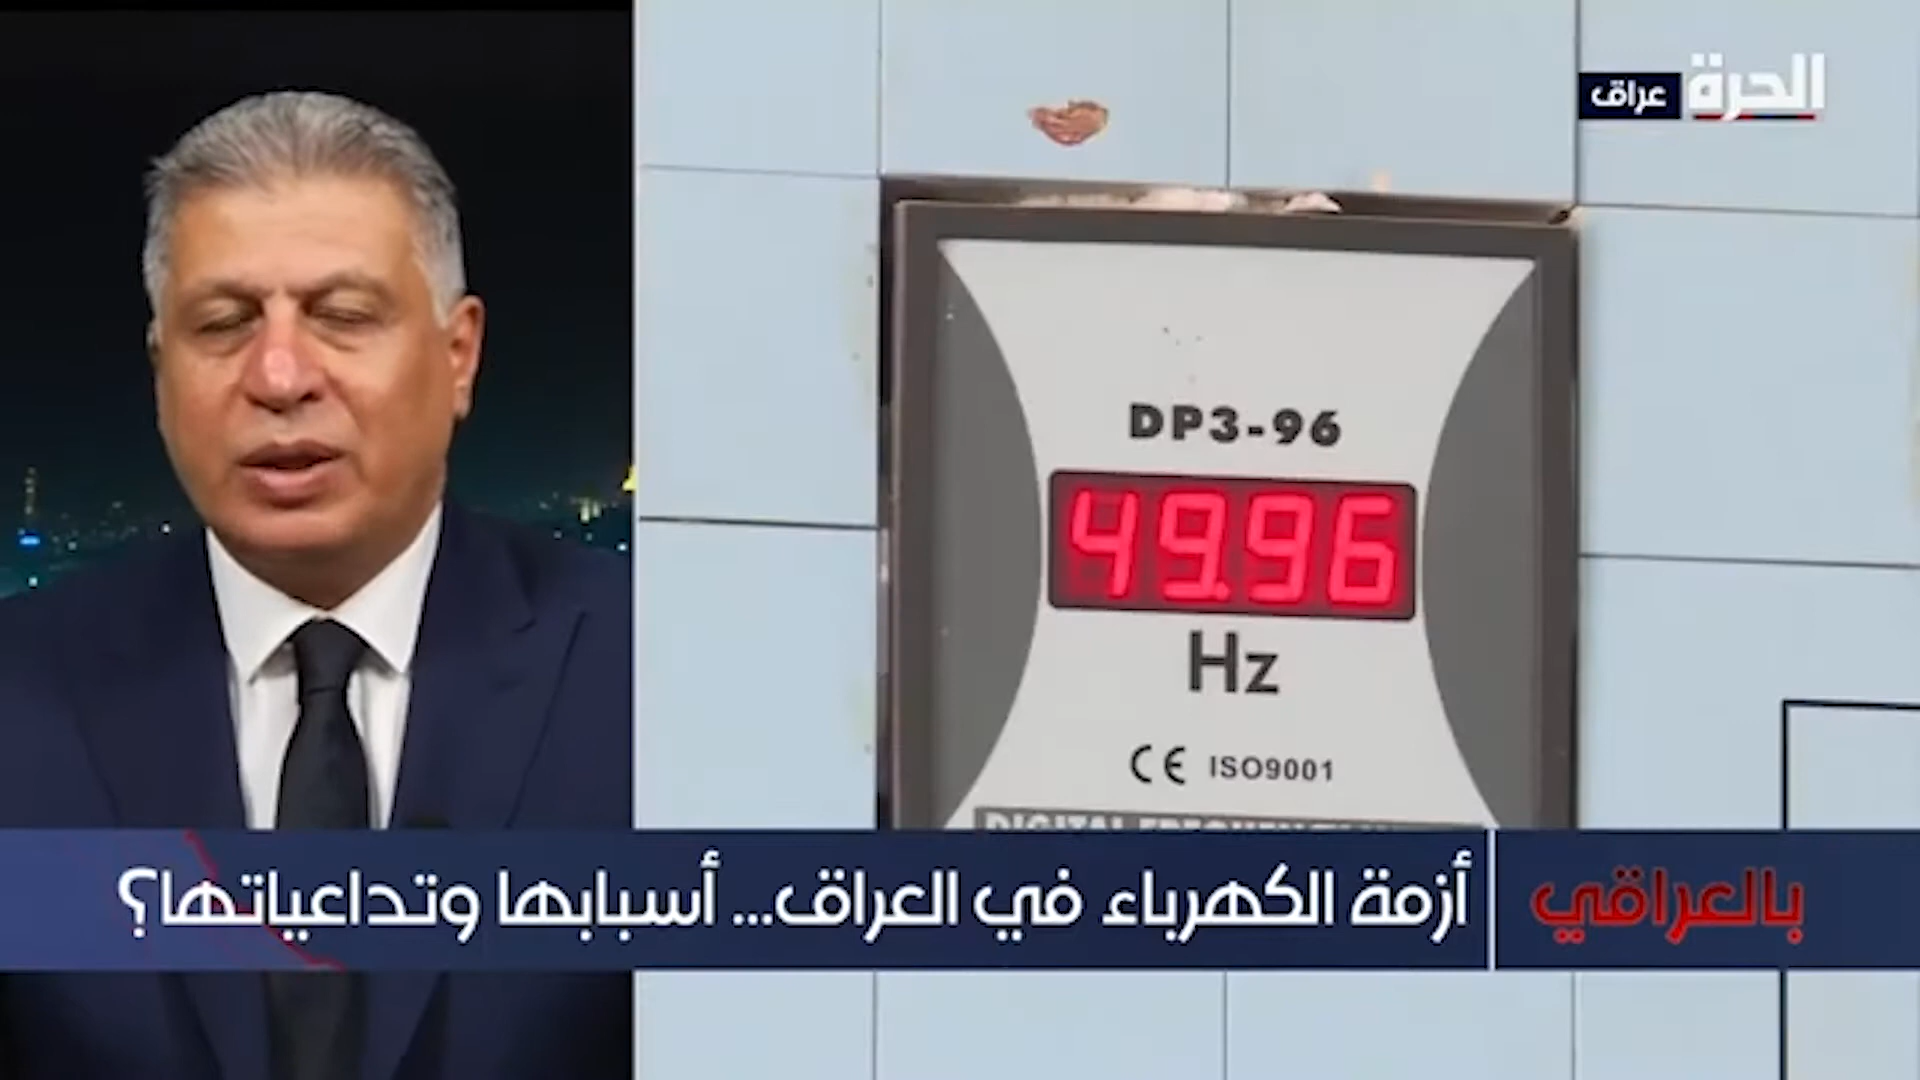 الحرة
عراق
DP3-96
49.96
Hz
CE ISO9001
بالعراقي
أزمة الكهرباء في العراق... أسبابها وتداعياتها؟